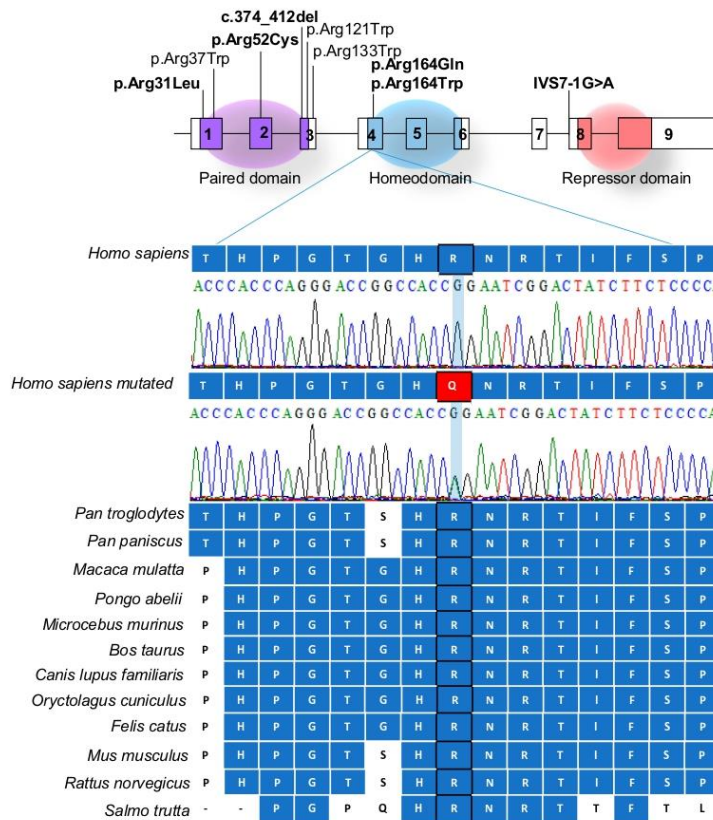 c.374_412del
p.Arg52Cys
p.Arg121Trp
p.Arg37Trp
p.Arg133Trp
p.Arg31Leu
p.Arg164Gln
p.Arg164Trp
IVS7-1G>A
1 2 3 4 5 6 7 8 9
Paired domain Homeodomain Repressor domain
Homo sapiens T H P G T G H R N R T I F S P
ACCCACCCAGGGACCGGCCACCGGAATCGGACTATCTTCTCCCCA
Homo sapiens mutated T H P G T G H Q N R T I F S P
ACCCACCCAGGGACCGGCCACCGGAATCGGACTATCTTCTCCCCA
Pan troglodytes T H P G T S H R N R T I F S P
Pan paniscus T H P G T S H R N R T I F S P
Macaca mulatta P H P G T G H R N R T I F S P
Pongo abelii P H P G T G H R N R T I F S P
Microcebus murinus P H P G T G H R N R T I F S P
Bos taurus P H P G T G H R N R T I F S P
Canis lupus familiaris P H P G T G H R N R T I F S P
Oryctolagus cuniculus P H P G T G H R N R T I F S P
Felis catus P H P G T G H R N R T I F S P
Mus musculus P H P G T S H R N R T I F S P
Rattus norvegicus P H P G T S H R N R T I F S P
Salmo trutta - - P G P Q H R N R T T F T L